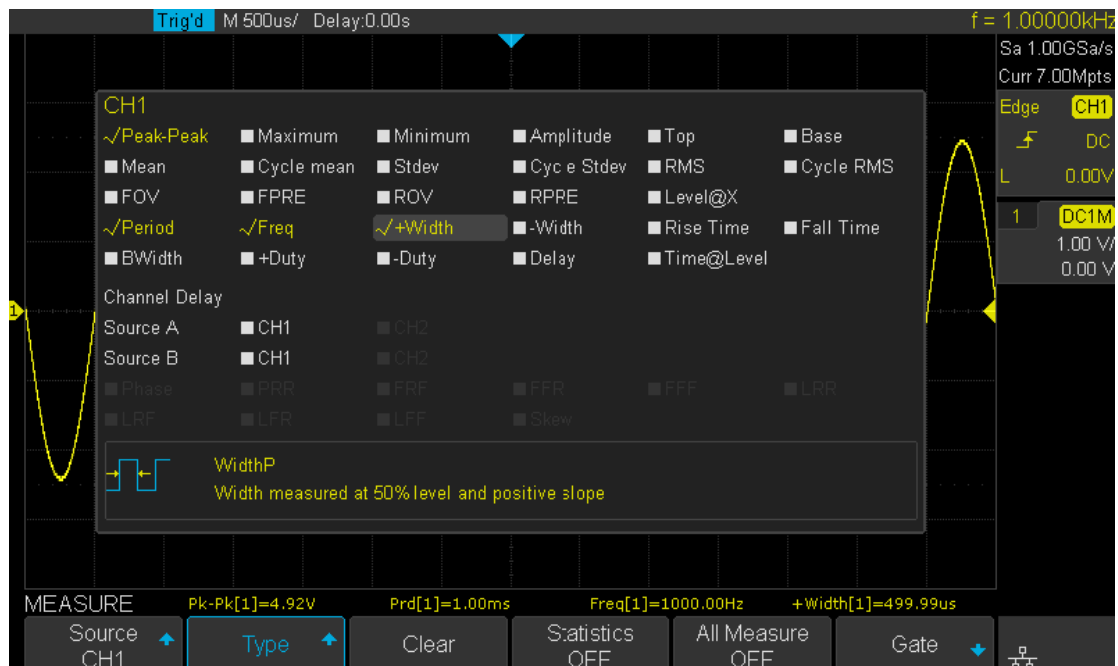 Trig'd M 500us/ Delay:0.00s f = 1.00000kHz
Sa 1.00GSa/s
Curr 7.00Mpts
Edge CH1
DC
L 0.00V
1 DC1M
1.00 V/
0.00 V
CH1
Peak-Peak Maximum Minimum Amplitude Top Base
Mean Cycle mean Stdev Cyc e Stdev RMS Cycle RMS
FOV FPRE ROV RPRE Level@X
Period Freq +Width -Width Rise Time Fall Time
BWidth +Duty -Duty Delay Time@Level
Channel Delay
Source A CH1 CH2
Source B CH1 CH2
Phase PRR FRF FFR FFF LRR
LRF LFR LFF Skew
WidthP
Width measured at 50% level and positive slope
1
MEASURE Pk-Pk[1]=4.92V Prd[1]=1.00ms Freq[1]=1000.00Hz +Width[1]=499.99us
Source Type Clear Statistics All Measure Gate
CH1 OFF OFF